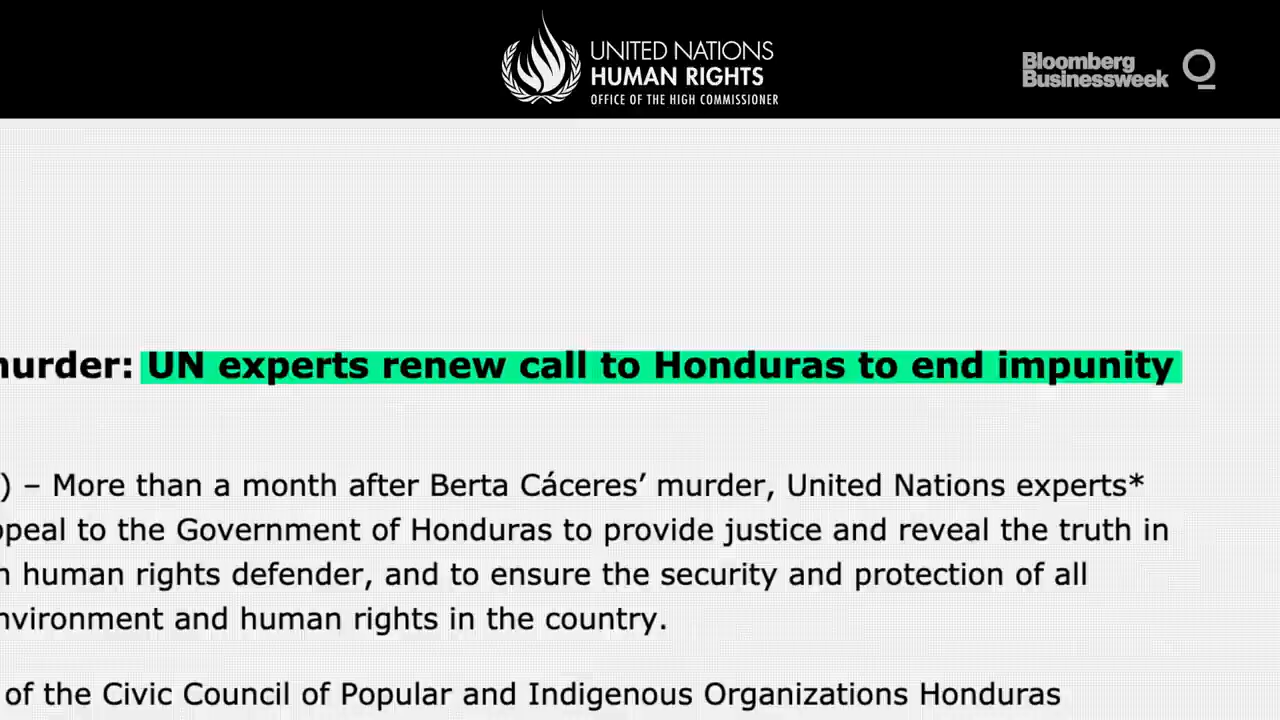 UNITED NATIONS
HUMAN RIGHTS
OFFICE OF THE HIGH COMMISSIONER
Bloomberg
Businessweek
murder: UN experts renew call to Honduras to end impunity
) – More than a month after Berta Cáceres’ murder, United Nations experts*
ppeal to the Government of Honduras to provide justice and reveal the truth in
n human rights defender, and to ensure the security and protection of all
nvironment and human rights in the country.
of the Civic Council of Popular and Indigenous Organizations Honduras